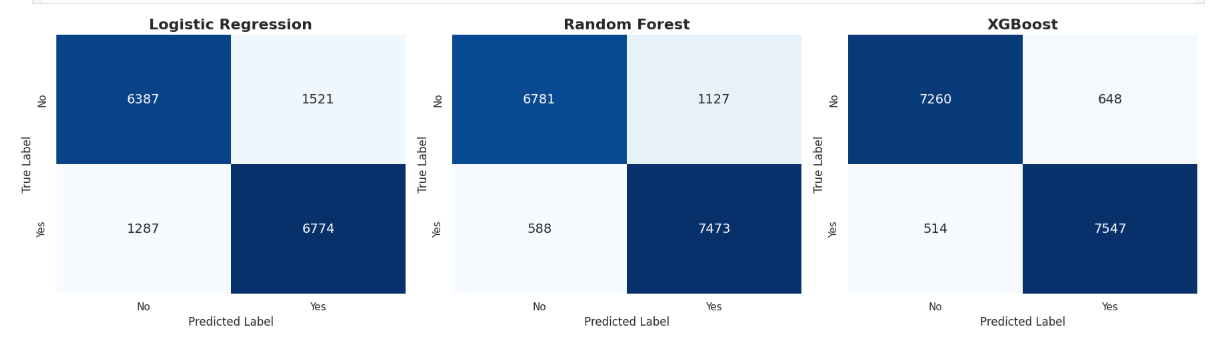 Logistic Regression
No
6387
1521
True Label
Yes
1287
6774
No
Yes
Predicted Label
Random Forest
No
6781
1127
True Label
Yes
588
7473
No
Yes
Predicted Label
XGBoost
No
7260
648
True Label
Yes
514
7547
No
Yes
Predicted Label